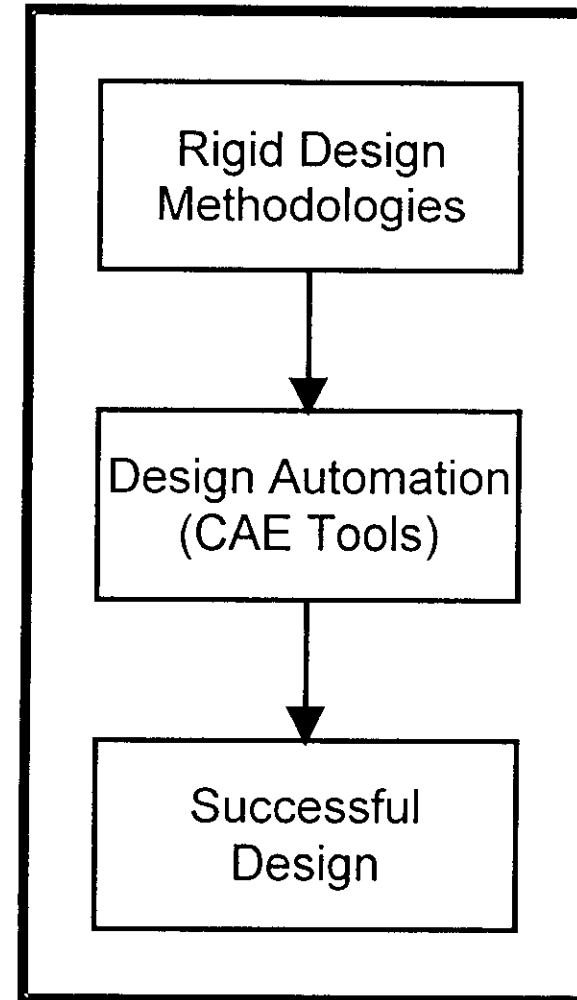 Rigid Design
Methodologies
Design Automation
(CAE Tools)
Successful
Design